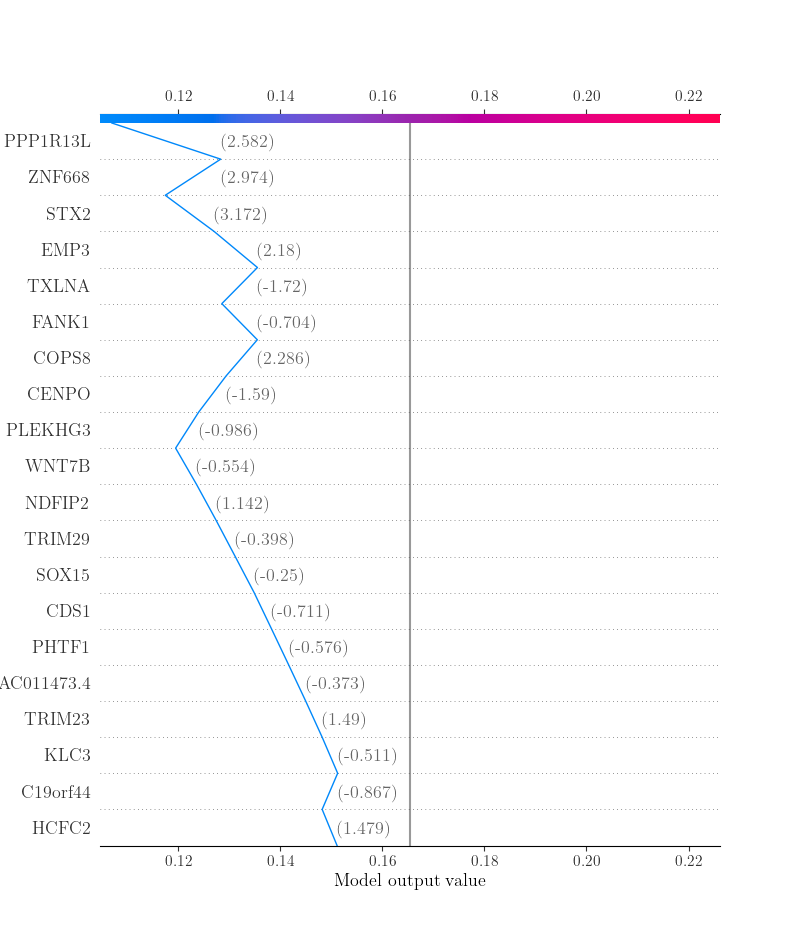 0.12 0.14 0.16 0.18 0.20 0.22
PPP1R13L (2.582)
ZNF668 (2.974)
STX2 (3.172)
EMP3 (2.18)
TXLNA (-1.72)
FANK1 (-0.704)
COPS8 (2.286)
CENPO (-1.59)
PLEKHG3 (-0.986)
WNT7B (-0.554)
NDFIP2 (1.142)
TRIM29 (-0.398)
SOX15 (-0.25)
CDS1 (-0.711)
PHTF1 (-0.576)
AC011473.4 (-0.373)
TRIM23 (1.49)
KLC3 (-0.511)
C19orf44 (-0.867)
HCFC2 (1.479)
0.12 0.14 0.16 0.18 0.20 0.22
Model output value